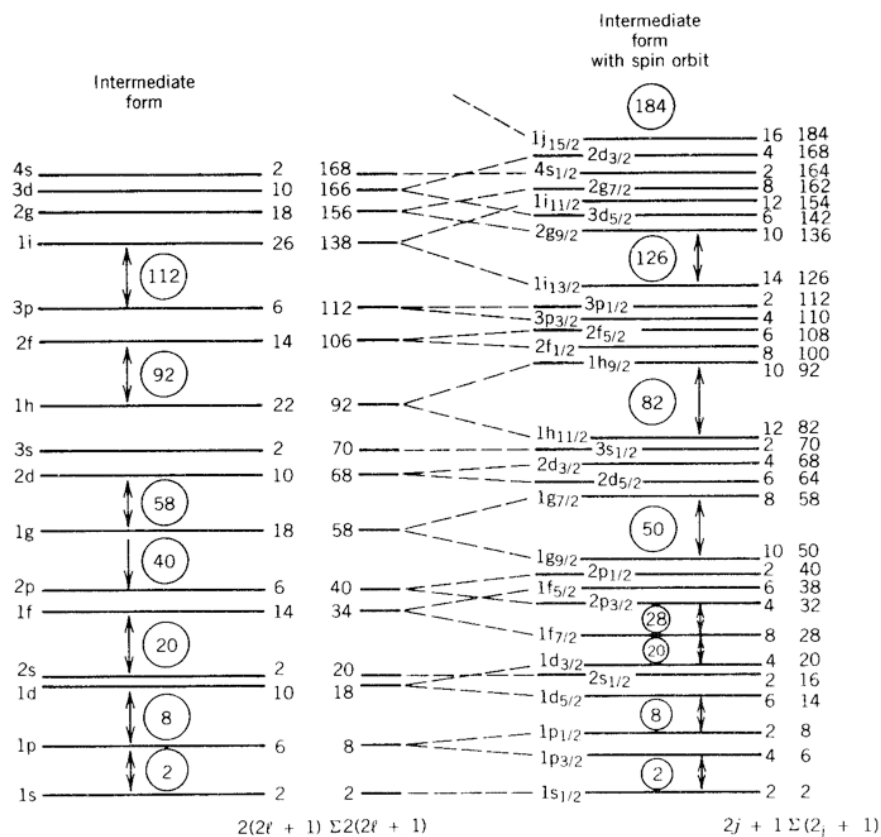 Intermediate
form
4s 2 168
3d 10 166
2g 18 156
1i 26 138
112
3p 6 112
2f 14 106
92
1h 22 92
3s 2 70
2d 10 68
58
1g 18 58
40
2p 6 40
1f 14 34
20
2s 2 20
1d 10 18
8
1p 6 8
2
1s 2 2
2(2ℓ + 1) Σ2(2ℓ + 1)
Intermediate
form
with spin orbit
184
1j15/2 16 184
2d3/2 4 168
4s1/2 2 164
2g7/2 8 162
1i11/2 12 154
3d5/2 6 142
2g9/2 10 136
126
1i13/2 14 126
3p1/2 2 112
3p3/2 4 110
2f5/2 6 108
2f1/2 8 100
1h9/2 10 92
82
1h11/2 12 82
3s1/2 2 70
2d3/2 4 68
2d5/2 6 64
1g7/2 8 58
50
1g9/2 10 50
2p1/2 2 40
1f5/2 6 38
2p3/2 4 32
28
1f7/2 8 28
20
1d3/2 4 20
2s1/2 2 16
1d5/2 6 14
8
1p1/2 2 8
1p3/2 4 6
2
1s1/2 2 2
2j + 1 Σ(2j + 1)